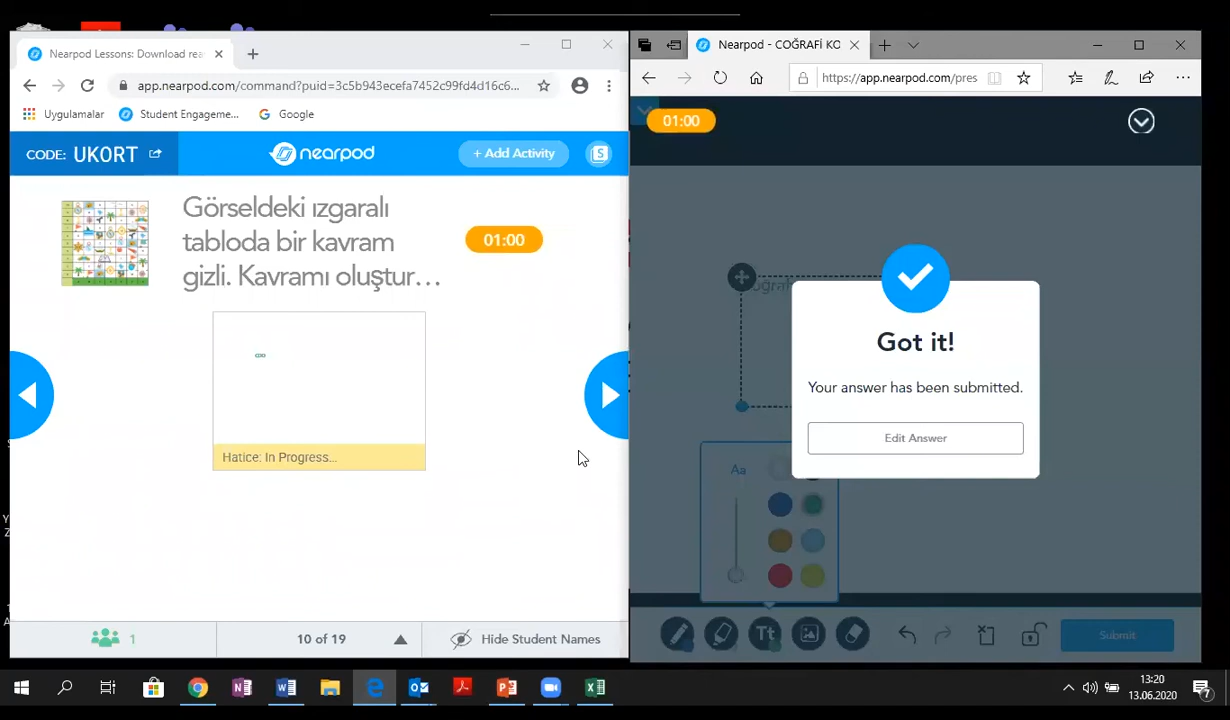 Nearpod Lessons: Download rea
app.nearpod.com/command?puid=3c5b943ecefa7452c99fd4d16c6...
Uygulamalar
Student Engageme...
Google
CODE: UKORT
nearpod
+ Add Activity
S
Görseldeki ızgaralı
tabloda bir kavram
gizli. Kavramı oluştur...
01:00
Hatice: In Progress...
1
10 of 19
Hide Student Names
Nearpod - COĞRAFİ KO
https://app.nearpod.com/pres
01:00
Got it!
Your answer has been submitted.
Edit Answer
Aa
Tt
Submit
13:20
13.06.2020
7